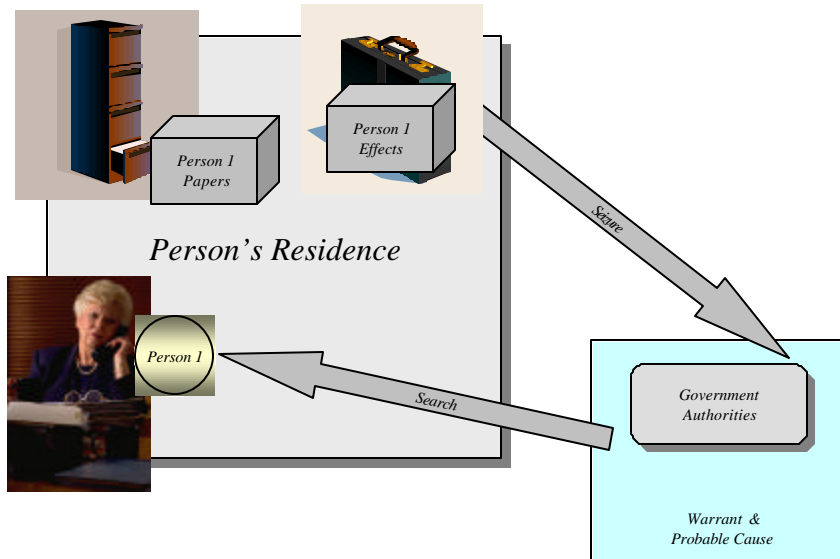 Person 1
Papers
Person 1
Effects
Seizure
Person's Residence
Person 1
Search
Government
Authorities
Warrant &
Probable Cause